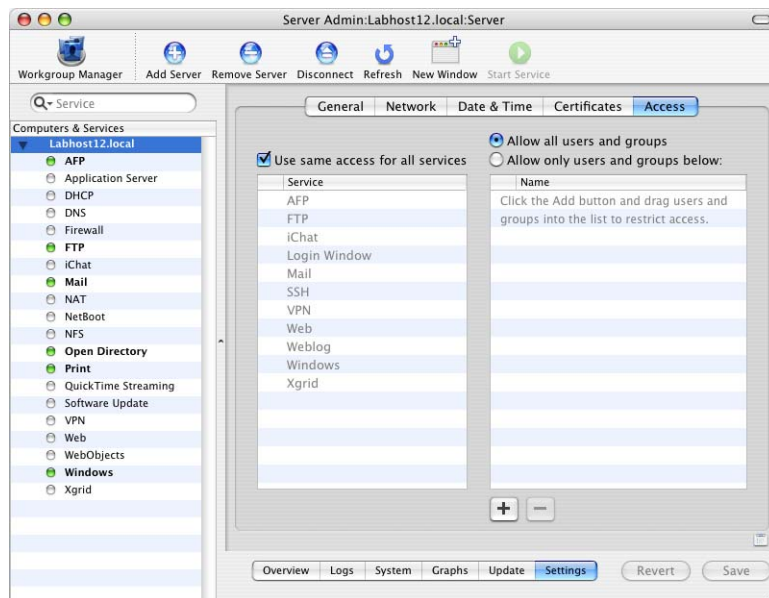 Server Admin:Labhost12.local:Server
Workgroup Manager Add Server Remove Server Disconnect Refresh New Window Start Service
Service
Computers & Services
Labhost12.local
AFP
Application Server
DHCP
DNS
Firewall
FTP
iChat
Mail
NAT
NetBoot
NFS
Open Directory
Print
QuickTime Streaming
Software Update
VPN
Web
WebObjects
Windows
Xgrid
General Network Date & Time Certificates Access
Use same access for all services
Service
AFP
FTP
iChat
Login Window
Mail
SSH
VPN
Web
Weblog
Windows
Xgrid
Allow all users and groups
Allow only users and groups below:
Name
Click the Add button and drag users and
groups into the list to restrict access.
Overview Logs System Graphs Update Settings Revert Save